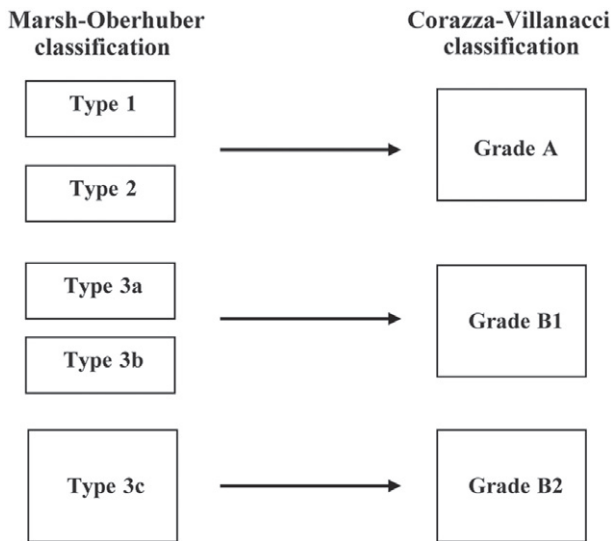 Marsh-Oberhuber
classification
Corazza-Villanacci
classification
Type 1
Type 2
Grade A
Type 3a
Type 3b
Grade B1
Type 3c
Grade B2